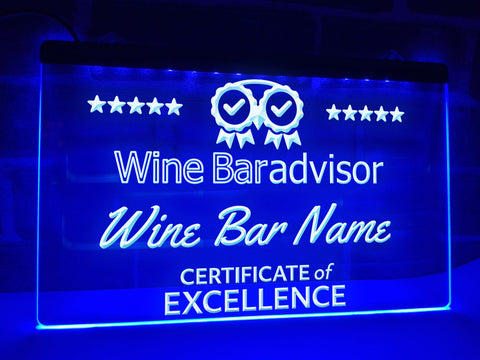 Wine Baradvisor
Wine Bar Name
CERTIFICATE of
EXCELLENCE